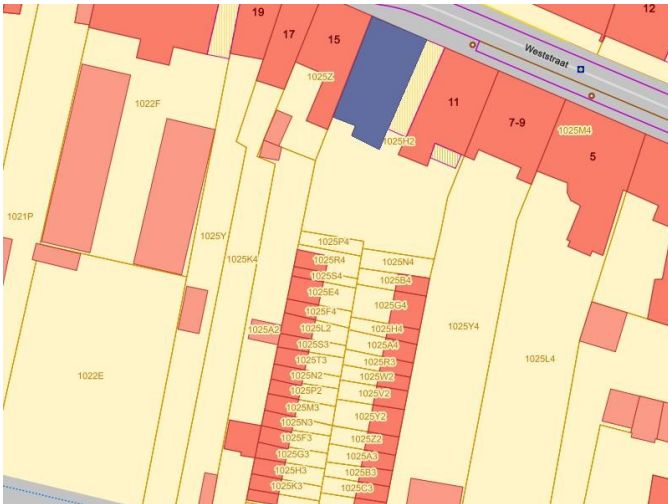 19
17
15
12
Weststraat
1025Z
1022F
11
7-9
1025M4
1025H2
5
1021P
1025Y
1025P4
1025K4
1025R4
1025N4
1025S4
1025B4
1025E4
1025G4
1025F4
1025L2
1025H4
1025Y4
1025A2
1025S3
1025A4
1025L4
1025T3
1025R3
1022E
1025N2
1025W2
1025P2
1025V2
1025M3
1025Y2
1025N3
1025F3
1025Z2
1025G3
1025A3
1025H3
1025B3
1025K3
1025C3